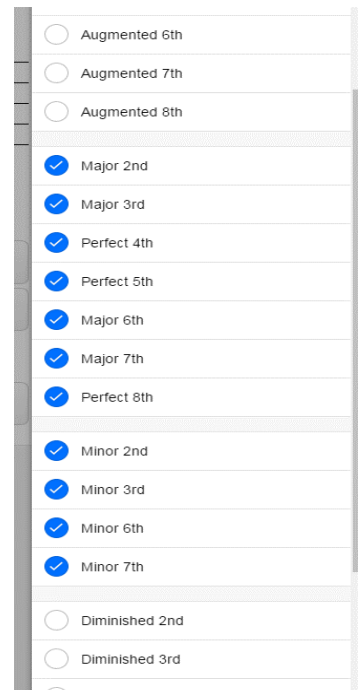 Augmented 6th
Augmented 7th
Augmented 8th
Major 2nd
Major 3rd
Perfect 4th
Perfect 5th
Major 6th
Major 7th
Perfect 8th
Minor 2nd
Minor 3rd
Minor 6th
Minor 7th
Diminished 2nd
Diminished 3rd